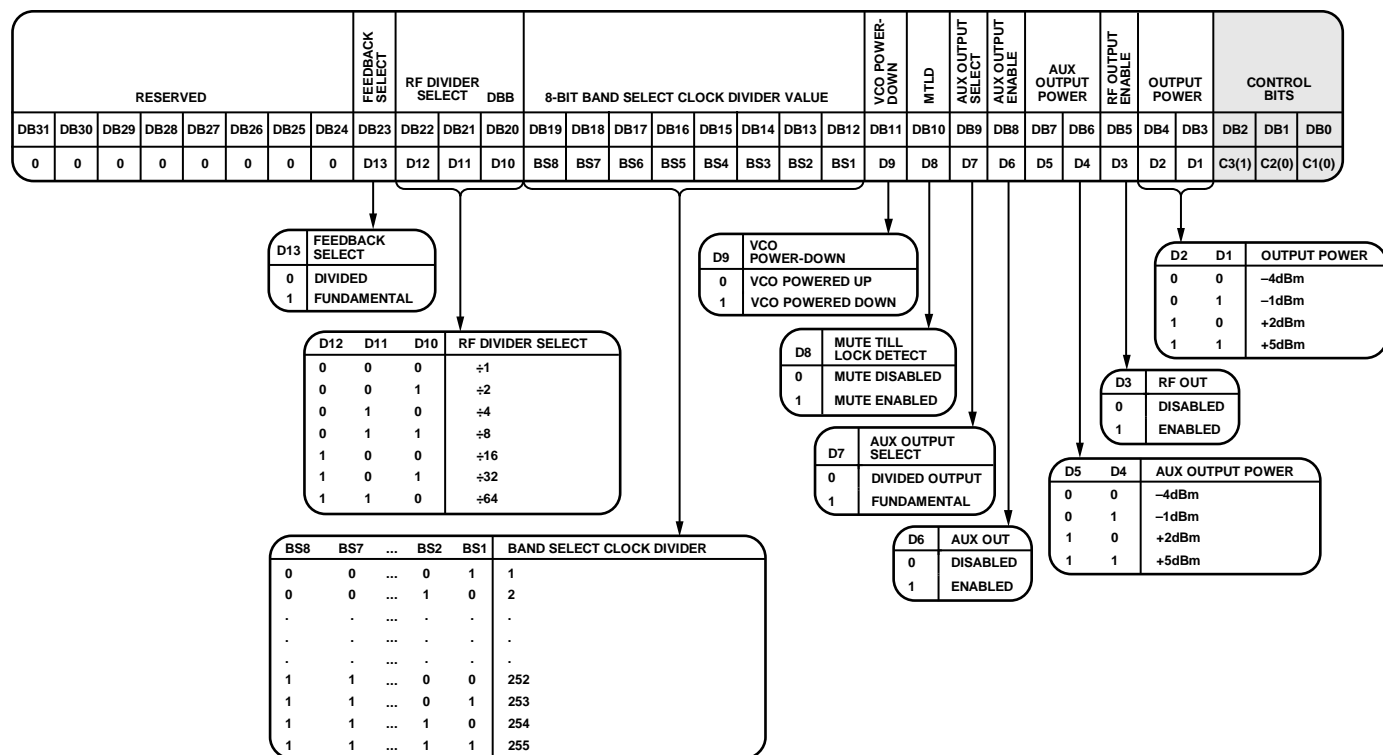 RESERVED
FEEDBACK
SELECT
RF DIVIDER
SELECT DBB
8-BIT BAND SELECT CLOCK DIVIDER VALUE
VCO POWER-
DOWN
MTLD
AUX OUTPUT
SELECT
AUX OUTPUT
ENABLE
AUX
OUTPUT
POWER
RF OUTPUT
ENABLE
OUTPUT
POWER
CONTROL
BITS
DB31 DB30 DB29 DB28 DB27 DB26 DB25 DB24 DB23 DB22 DB21 DB20 DB19 DB18 DB17 DB16 DB15 DB14 DB13 DB12 DB11 DB10 DB9 DB8 DB7 DB6 DB5 DB4 DB3 DB2 DB1 DB0
0 0 0 0 0 0 0 0 D13 D12 D11 D10 BS8 BS7 BS6 BS5 BS4 BS3 BS2 BS1 D9 D8 D7 D6 D5 D4 D3 D2 D1 C3(1) C2(0) C1(0)
D13 FEEDBACK
SELECT
0 DIVIDED
1 FUNDAMENTAL
D12 D11 D10 RF DIVIDER SELECT
0 0 0 ÷1
0 0 1 ÷2
0 1 0 ÷4
0 1 1 ÷8
1 0 0 ÷16
1 0 1 ÷32
1 1 0 ÷64
BS8 BS7 ... BS2 BS1 BAND SELECT CLOCK DIVIDER
0 0 ... 0 1 1
0 0 ... 1 0 2
. . ... . . .
. . ... . . .
. . ... . . .
1 1 ... 0 0 252
1 1 ... 0 1 253
1 1 ... 1 0 254
1 1 ... 1 1 255
D9 VCO
POWER-DOWN
0 VCO POWERED UP
1 VCO POWERED DOWN
D8 MUTE TILL
LOCK DETECT
0 MUTE DISABLED
1 MUTE ENABLED
D7 AUX OUTPUT
SELECT
0 DIVIDED OUTPUT
1 FUNDAMENTAL
D6 AUX OUT
0 DISABLED
1 ENABLED
D5 D4 AUX OUTPUT POWER
0 0 –4dBm
0 1 –1dBm
1 0 +2dBm
1 1 +5dBm
D3 RF OUT
0 DISABLED
1 ENABLED
D2 D1 OUTPUT POWER
0 0 –4dBm
0 1 –1dBm
1 0 +2dBm
1 1 +5dBm